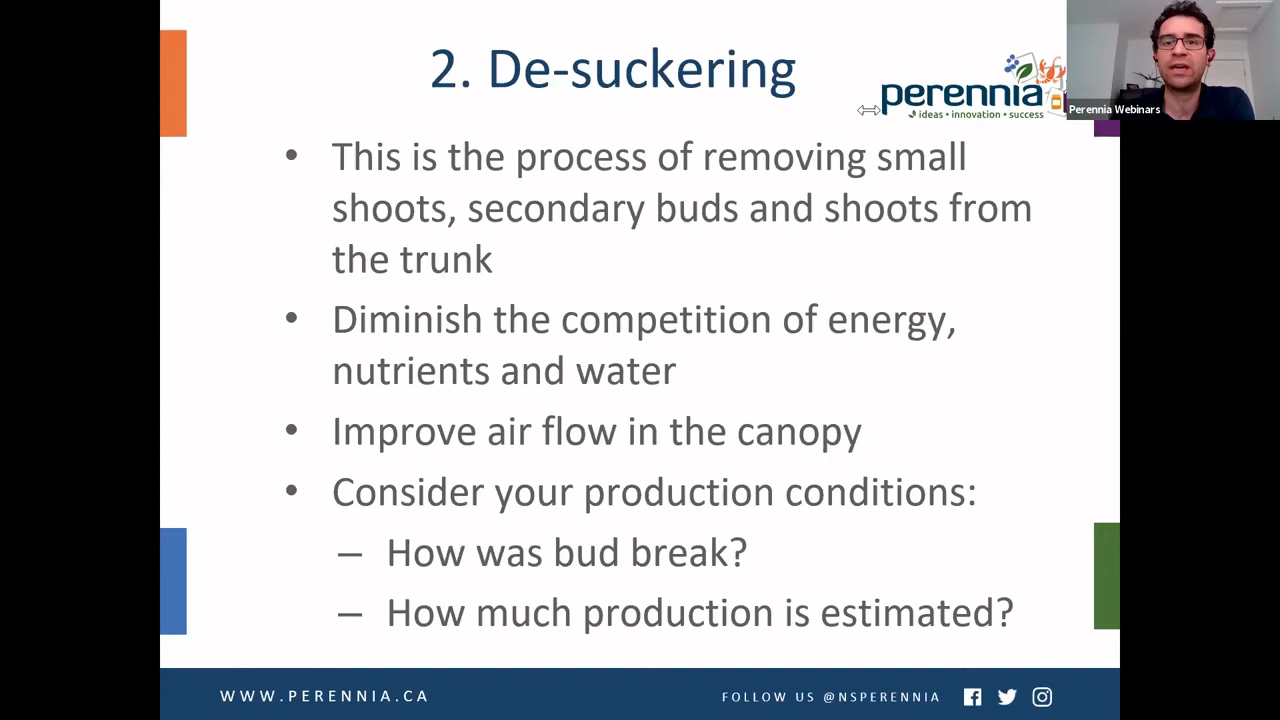 2. De-suckering
perennia
ideas • innovation • success
Perennia Webinars
• This is the process of removing small
shoots, secondary buds and shoots from
the trunk
• Diminish the competition of energy,
nutrients and water
• Improve air flow in the canopy
• Consider your production conditions:
– How was bud break?
– How much production is estimated?
WWW.PERENNIA.CA
FOLLOW US @NSPERENNIA